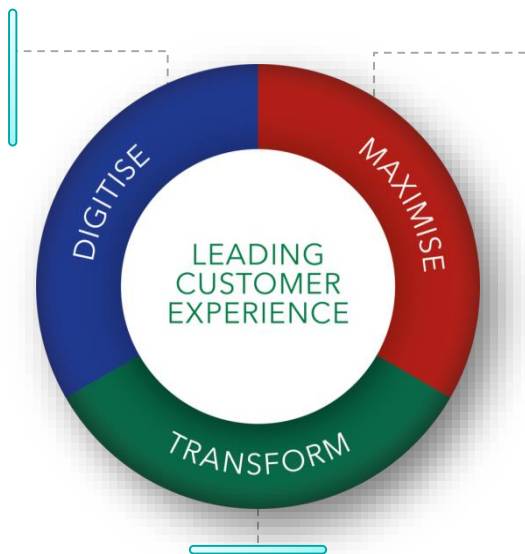 DIGITISE
MAXIMISE
LEADING
CUSTOMER
EXPERIENCE
TRANSFORM